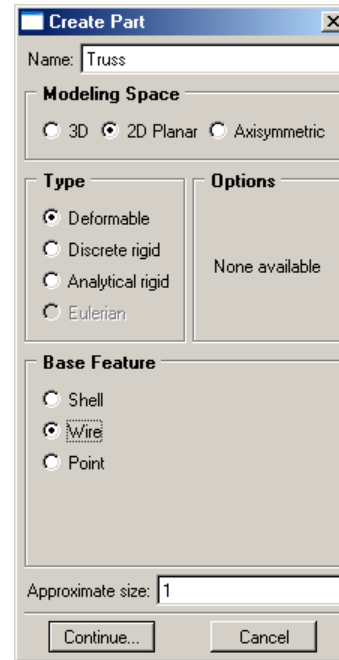 Create Part
Name: Truss
Modeling Space
3D 2D Planar Axisymmetric
Type
Deformable
Discrete rigid
Analytical rigid
Eulerian
Options
None available
Base Feature
Shell
Wire
Point
Approximate size: 1
Continue... Cancel